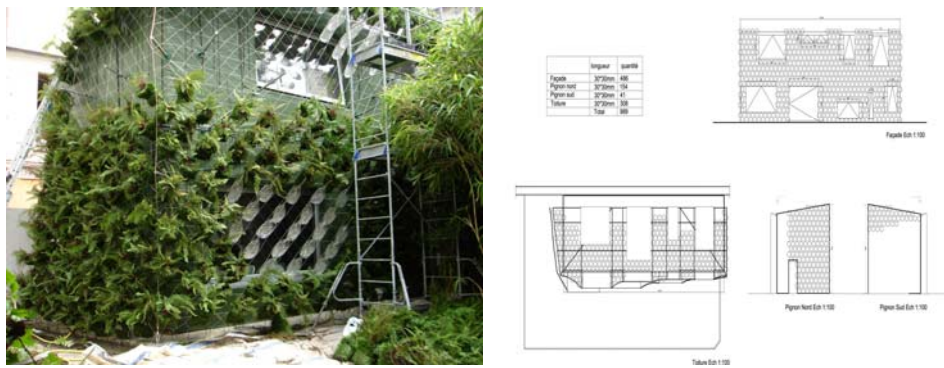 longueur quantité
Façade 30*30mm 486
Pignon nord 30*30mm 154
Pignon sud 30*30mm 41
Toiture 30*30mm 308
Total 989
Façade Ech 1:100
Pignon Nord Ech 1:100
Pignon Sud Ech 1:100
Toiture Ech 1:100